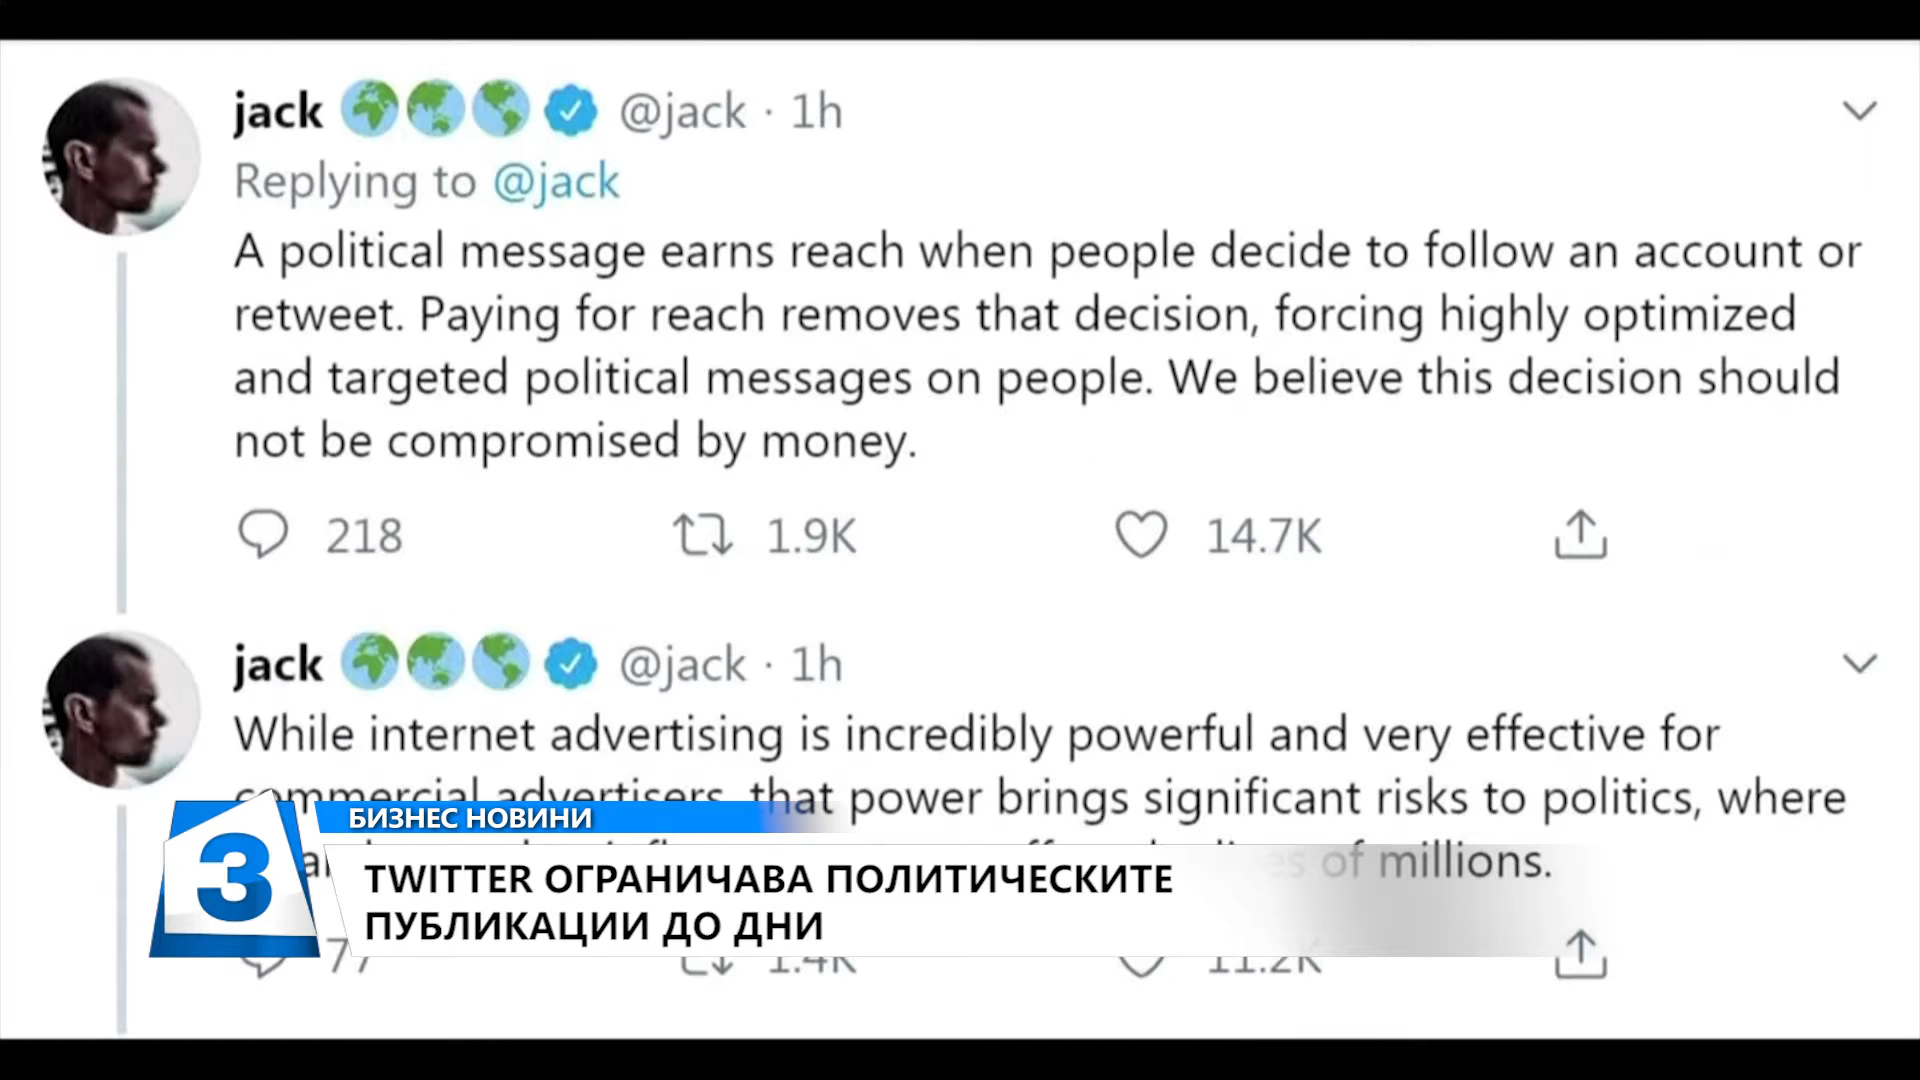 jack @jack · 1h
Replying to @jack
A political message earns reach when people decide to follow an account or
retweet. Paying for reach removes that decision, forcing highly optimized
and targeted political messages on people. We believe this decision should
not be compromised by money.
218 1.9K 14.7K
jack @jack · 1h
While internet advertising is incredibly powerful and very effective for
commercial advertisers, that power brings significant risks to politics, where
of millions.
3 БИЗНЕС НОВИНИ
TWITTER ОГРАНИЧАВА ПОЛИТИЧЕСКИТЕ
ПУБЛИКАЦИИ ДО ДНИ
77 1.4K 11.2K